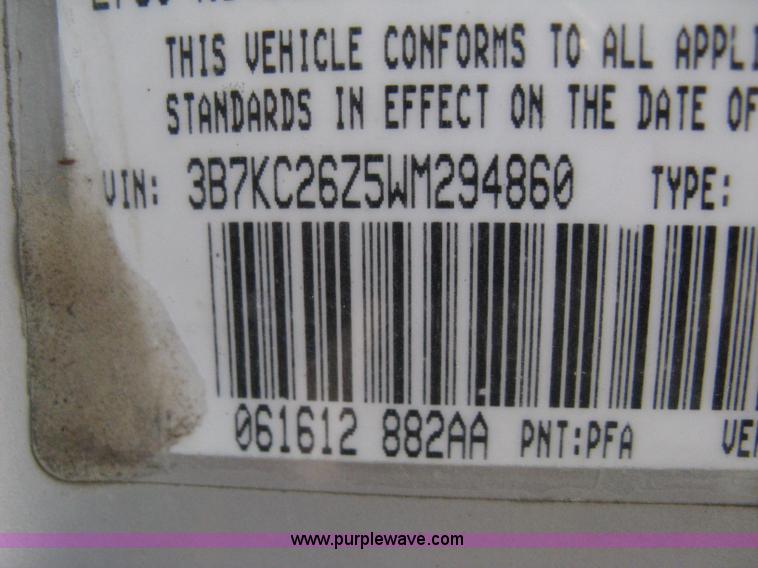 THIS VEHICLE CONFORMS TO ALL APPLI
STANDARDS IN EFFECT ON THE DATE OF
VIN: 3B7KC26Z5WM294860 TYPE:
061612 882AA PNT:PFA VE
www.purplewave.com